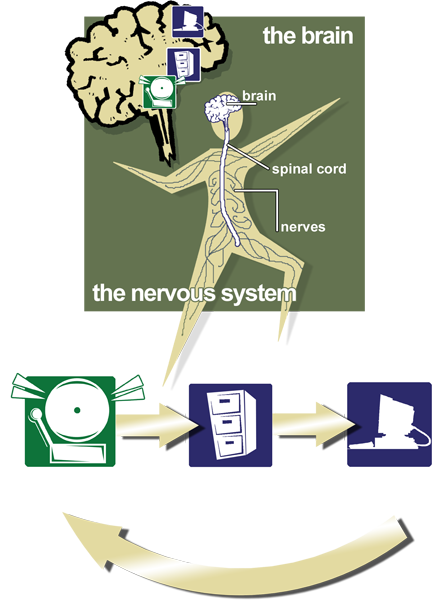 the brain
brain
spinal cord
nerves
the nervous system